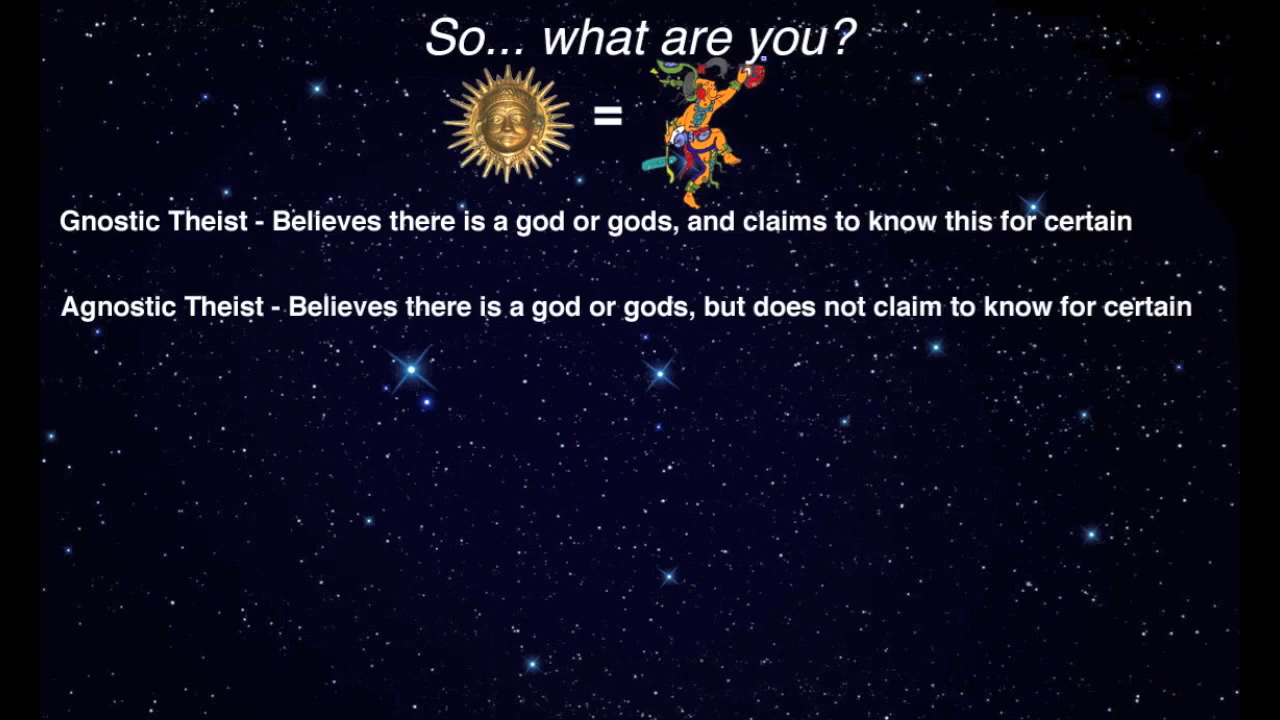 So... what are you?
=
Gnostic Theist - Believes there is a god or gods, and claims to know this for certain
Agnostic Theist - Believes there is a god or gods, but does not claim to know for certain